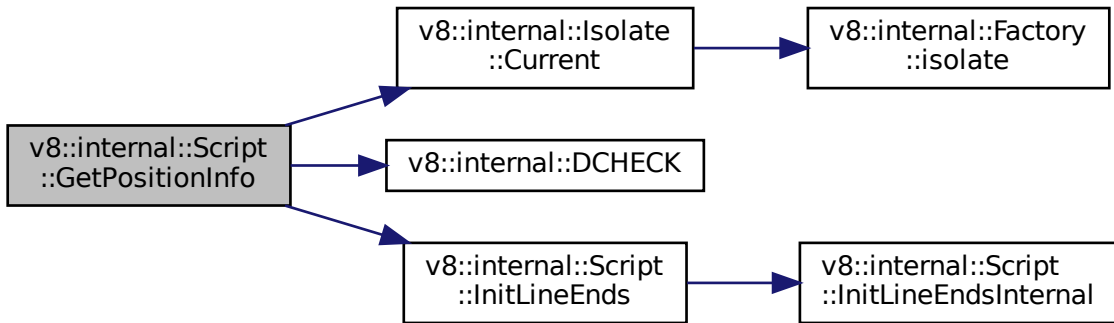 v8::internal::Script
::GetPositionInfo
v8::internal::Isolate
::Current
v8::internal::Factory
::isolate
v8::internal::DCHECK
v8::internal::Script
::InitLineEnds
v8::internal::Script
::InitLineEndsInternal